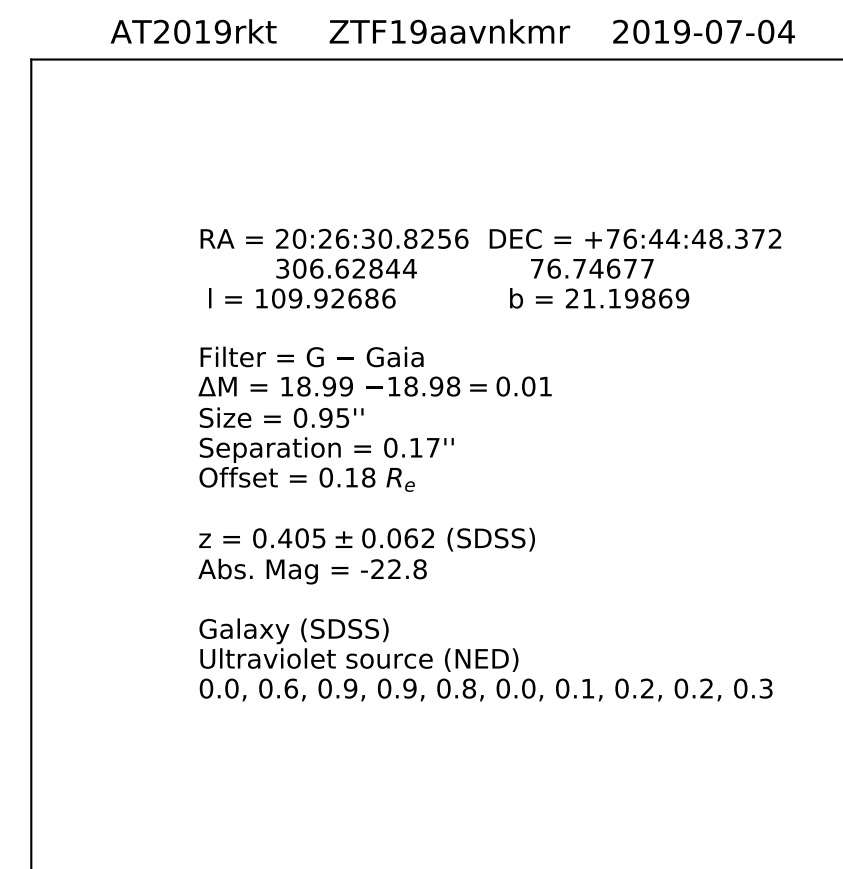 AT2019rkt ZTF19aavnkmr 2019-07-04
RA = 20:26:30.8256 DEC = +76:44:48.372
306.62844 76.74677
l = 109.92686 b = 21.19869
Filter = G − Gaia
ΔM = 18.99 −18.98 = 0.01
Size = 0.95''
Separation = 0.17''
Offset = 0.18 Rₑ
z = 0.405 ± 0.062 (SDSS)
Abs. Mag = -22.8
Galaxy (SDSS)
Ultraviolet source (NED)
0.0, 0.6, 0.9, 0.9, 0.8, 0.0, 0.1, 0.2, 0.2, 0.3